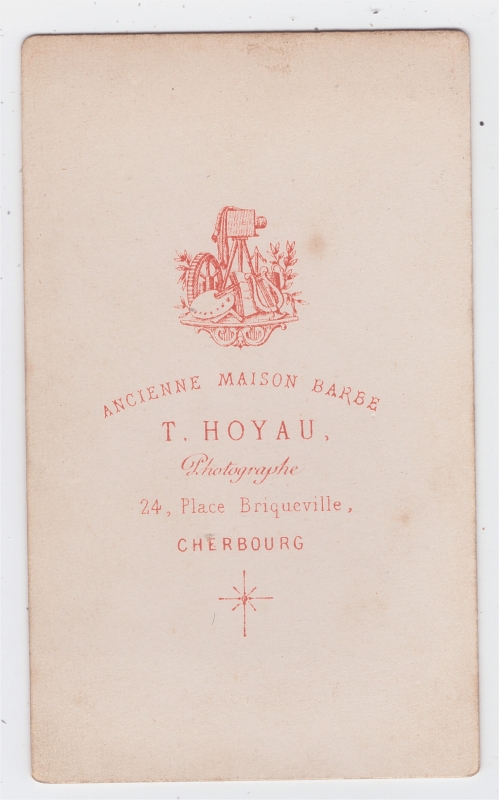 ANCIENNE MAISON BARBE
T. HOYAU,
Photographe
24, Place Briqueville,
CHERBOURG